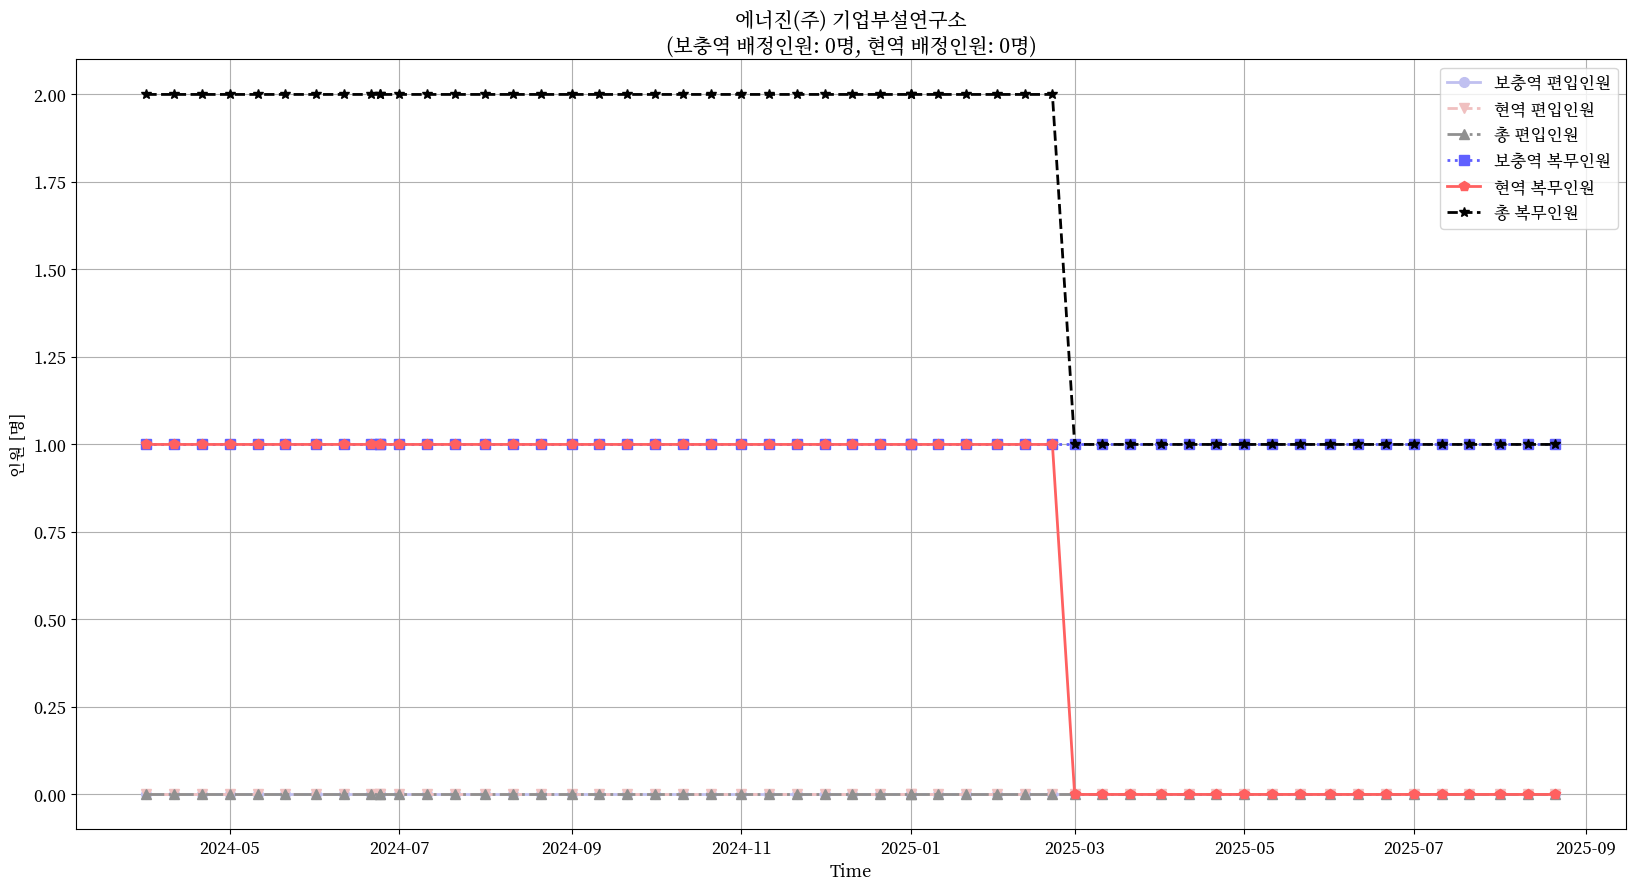 에너진(주) 기업부설연구소
(보충역 배정인원: 0명, 현역 배정인원: 0명)
보충역 편입인원
현역 편입인원
총 편입인원
보충역 복무인원
현역 복무인원
총 복무인원
인원 [명]
2.00
1.75
1.50
1.25
1.00
0.75
0.50
0.25
0.00
2024-05
2024-07
2024-09
2024-11
2025-01
2025-03
2025-05
2025-07
2025-09
Time